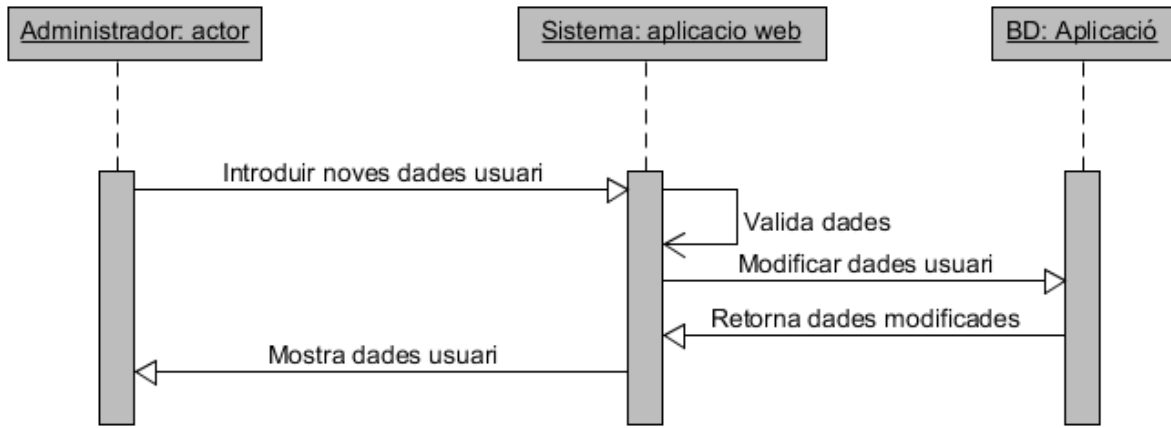 Administrador: actor
Sistema: aplicacio web
BD: Aplicació
Introduir noves dades usuari
Valida dades
Modificar dades usuari
Retorna dades modificades
Mostra dades usuari